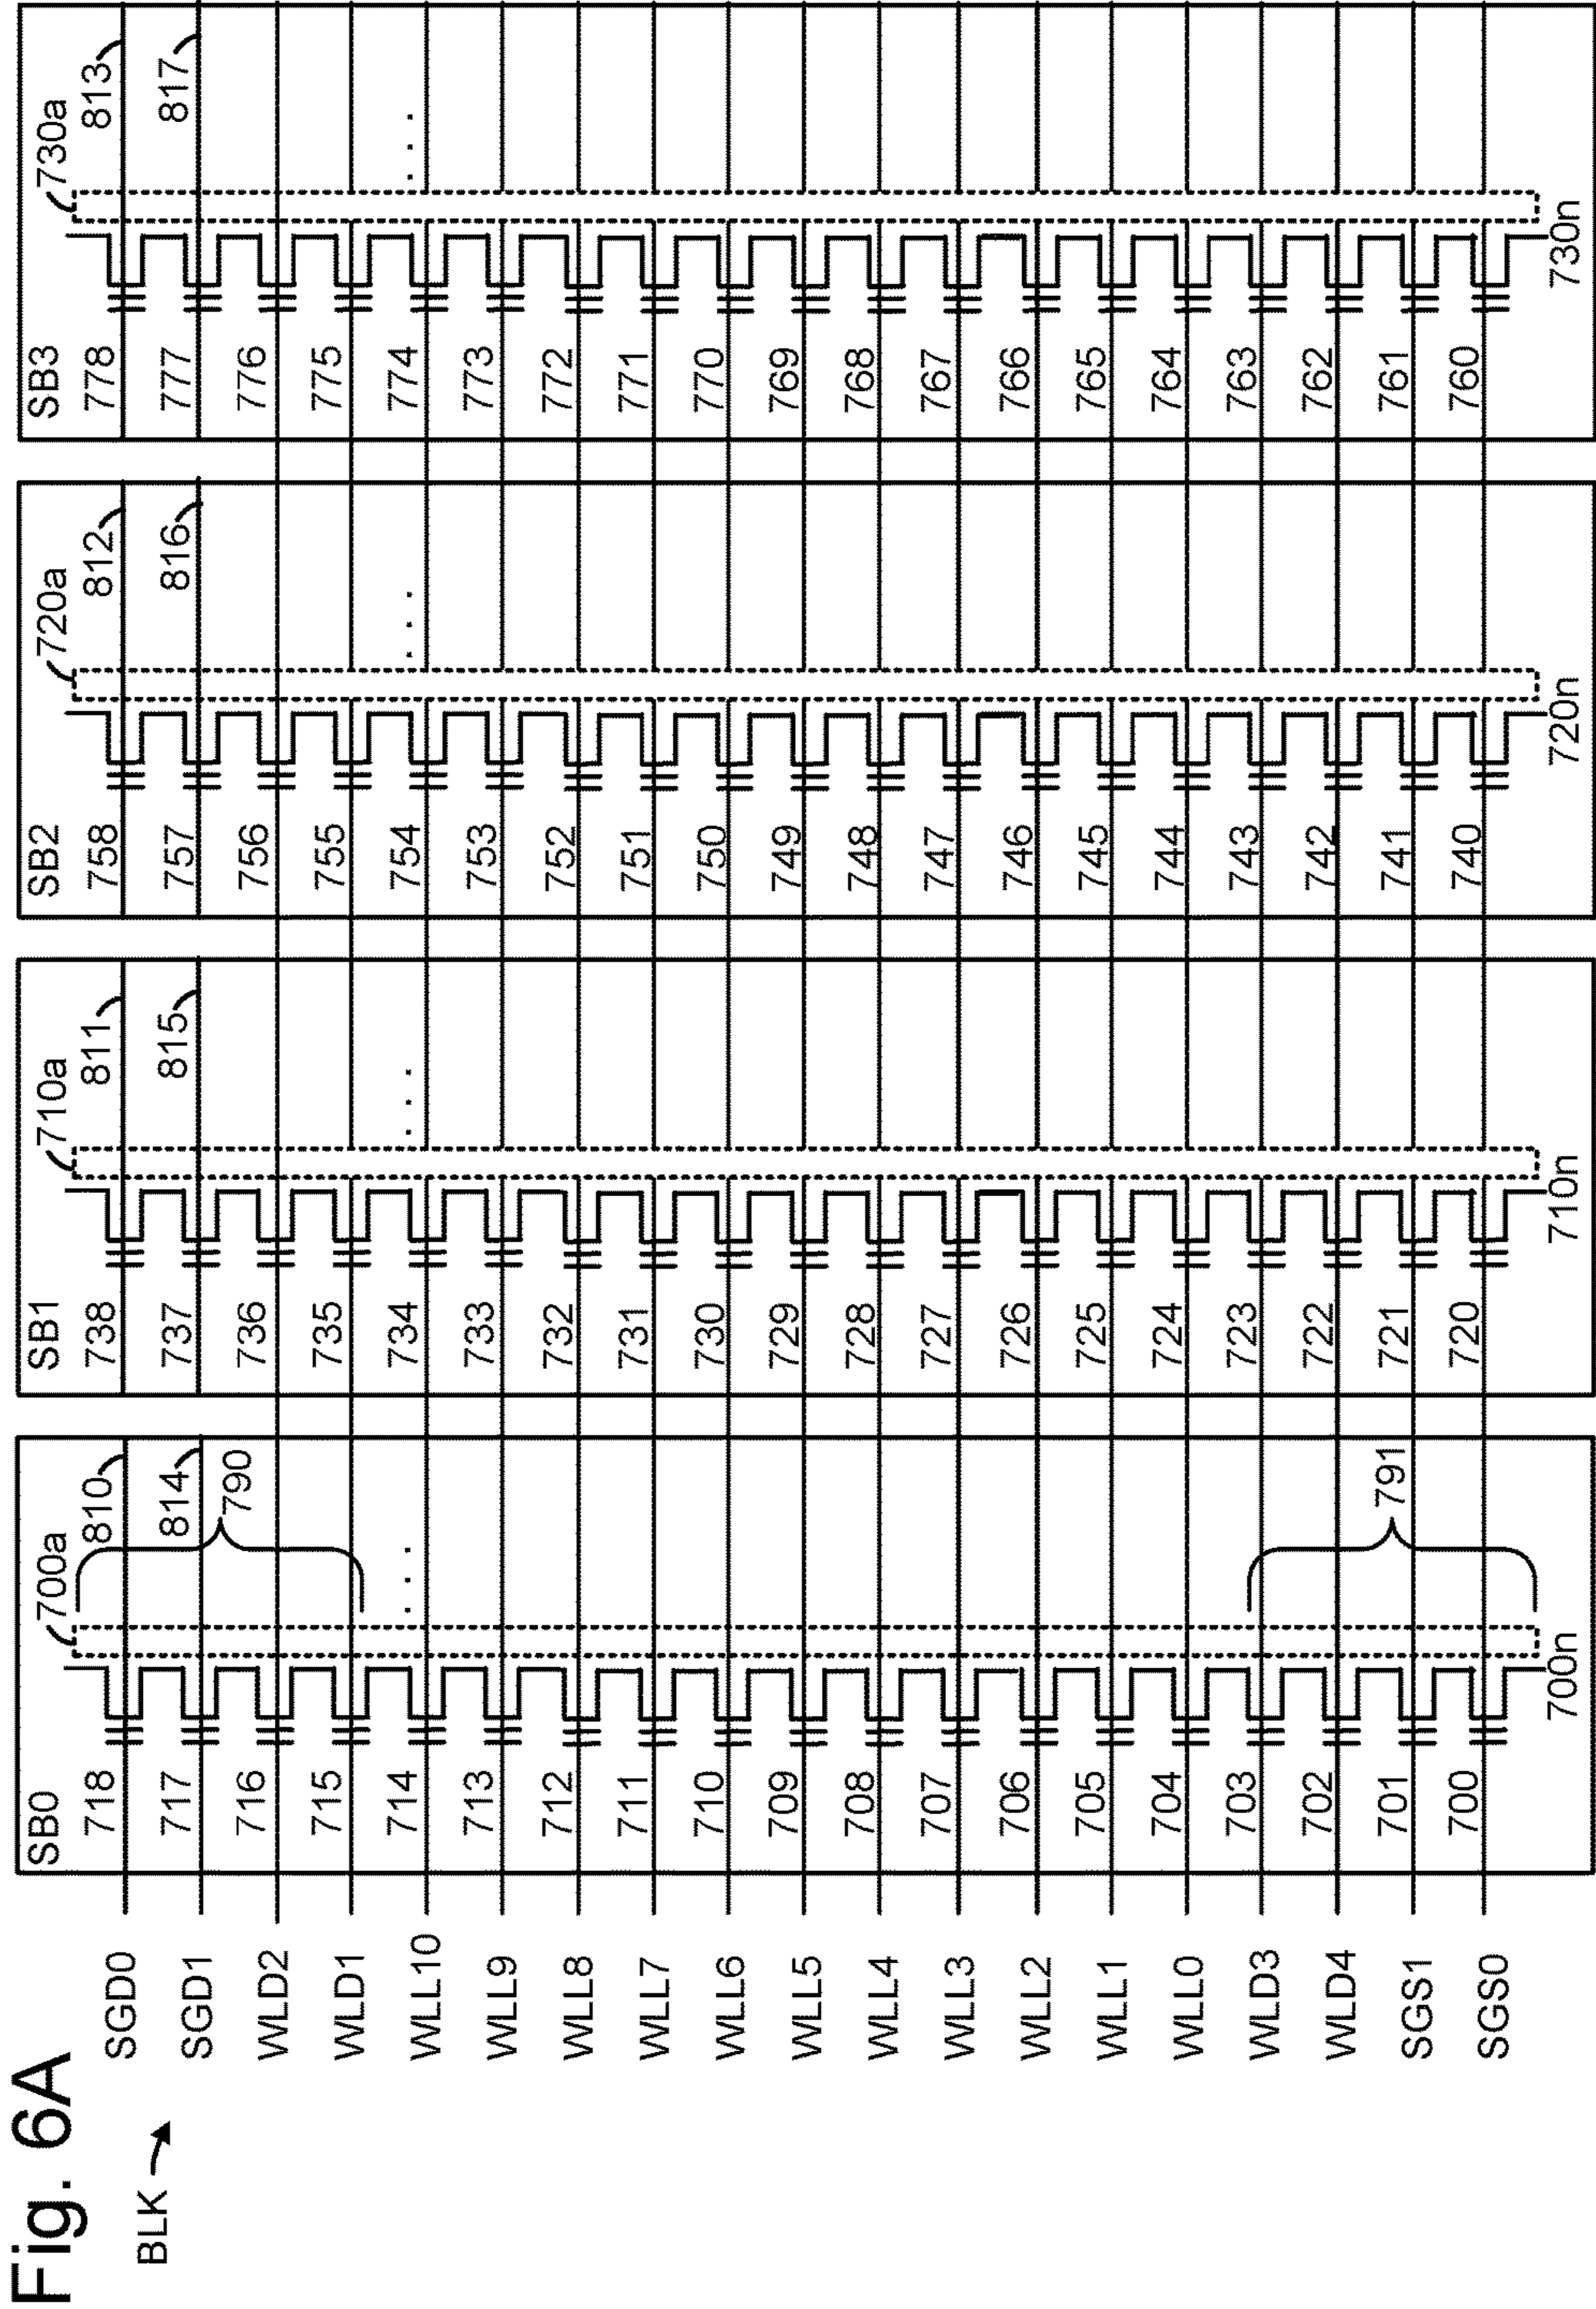 Fig. 6A
BLK
SB0
SB1
SB2
SB3
700a
710a
720a
730a
SGD0 718 810 738 811 758 812 778 813
SGD1 717 814 737 815 757 816 777 817
WLD2 716 790 736 756 776
WLD1 715 735 755 775
WLL10 714 . . . 734 . . . 754 . . . 774 . . .
WLL9 713 733 753 773
WLL8 712 732 752 772
WLL7 711 731 751 771
WLL6 710 730 750 770
WLL5 709 729 749 769
WLL4 708 728 748 768
WLL3 707 727 747 767
WLL2 706 726 746 766
WLL1 705 725 745 765
WLL0 704 724 744 764
WLD3 703 723 743 763
WLD4 702 722 742 762
SGS1 701 791 721 741 761
SGS0 700 720 740 760
700n 710n 720n 730n